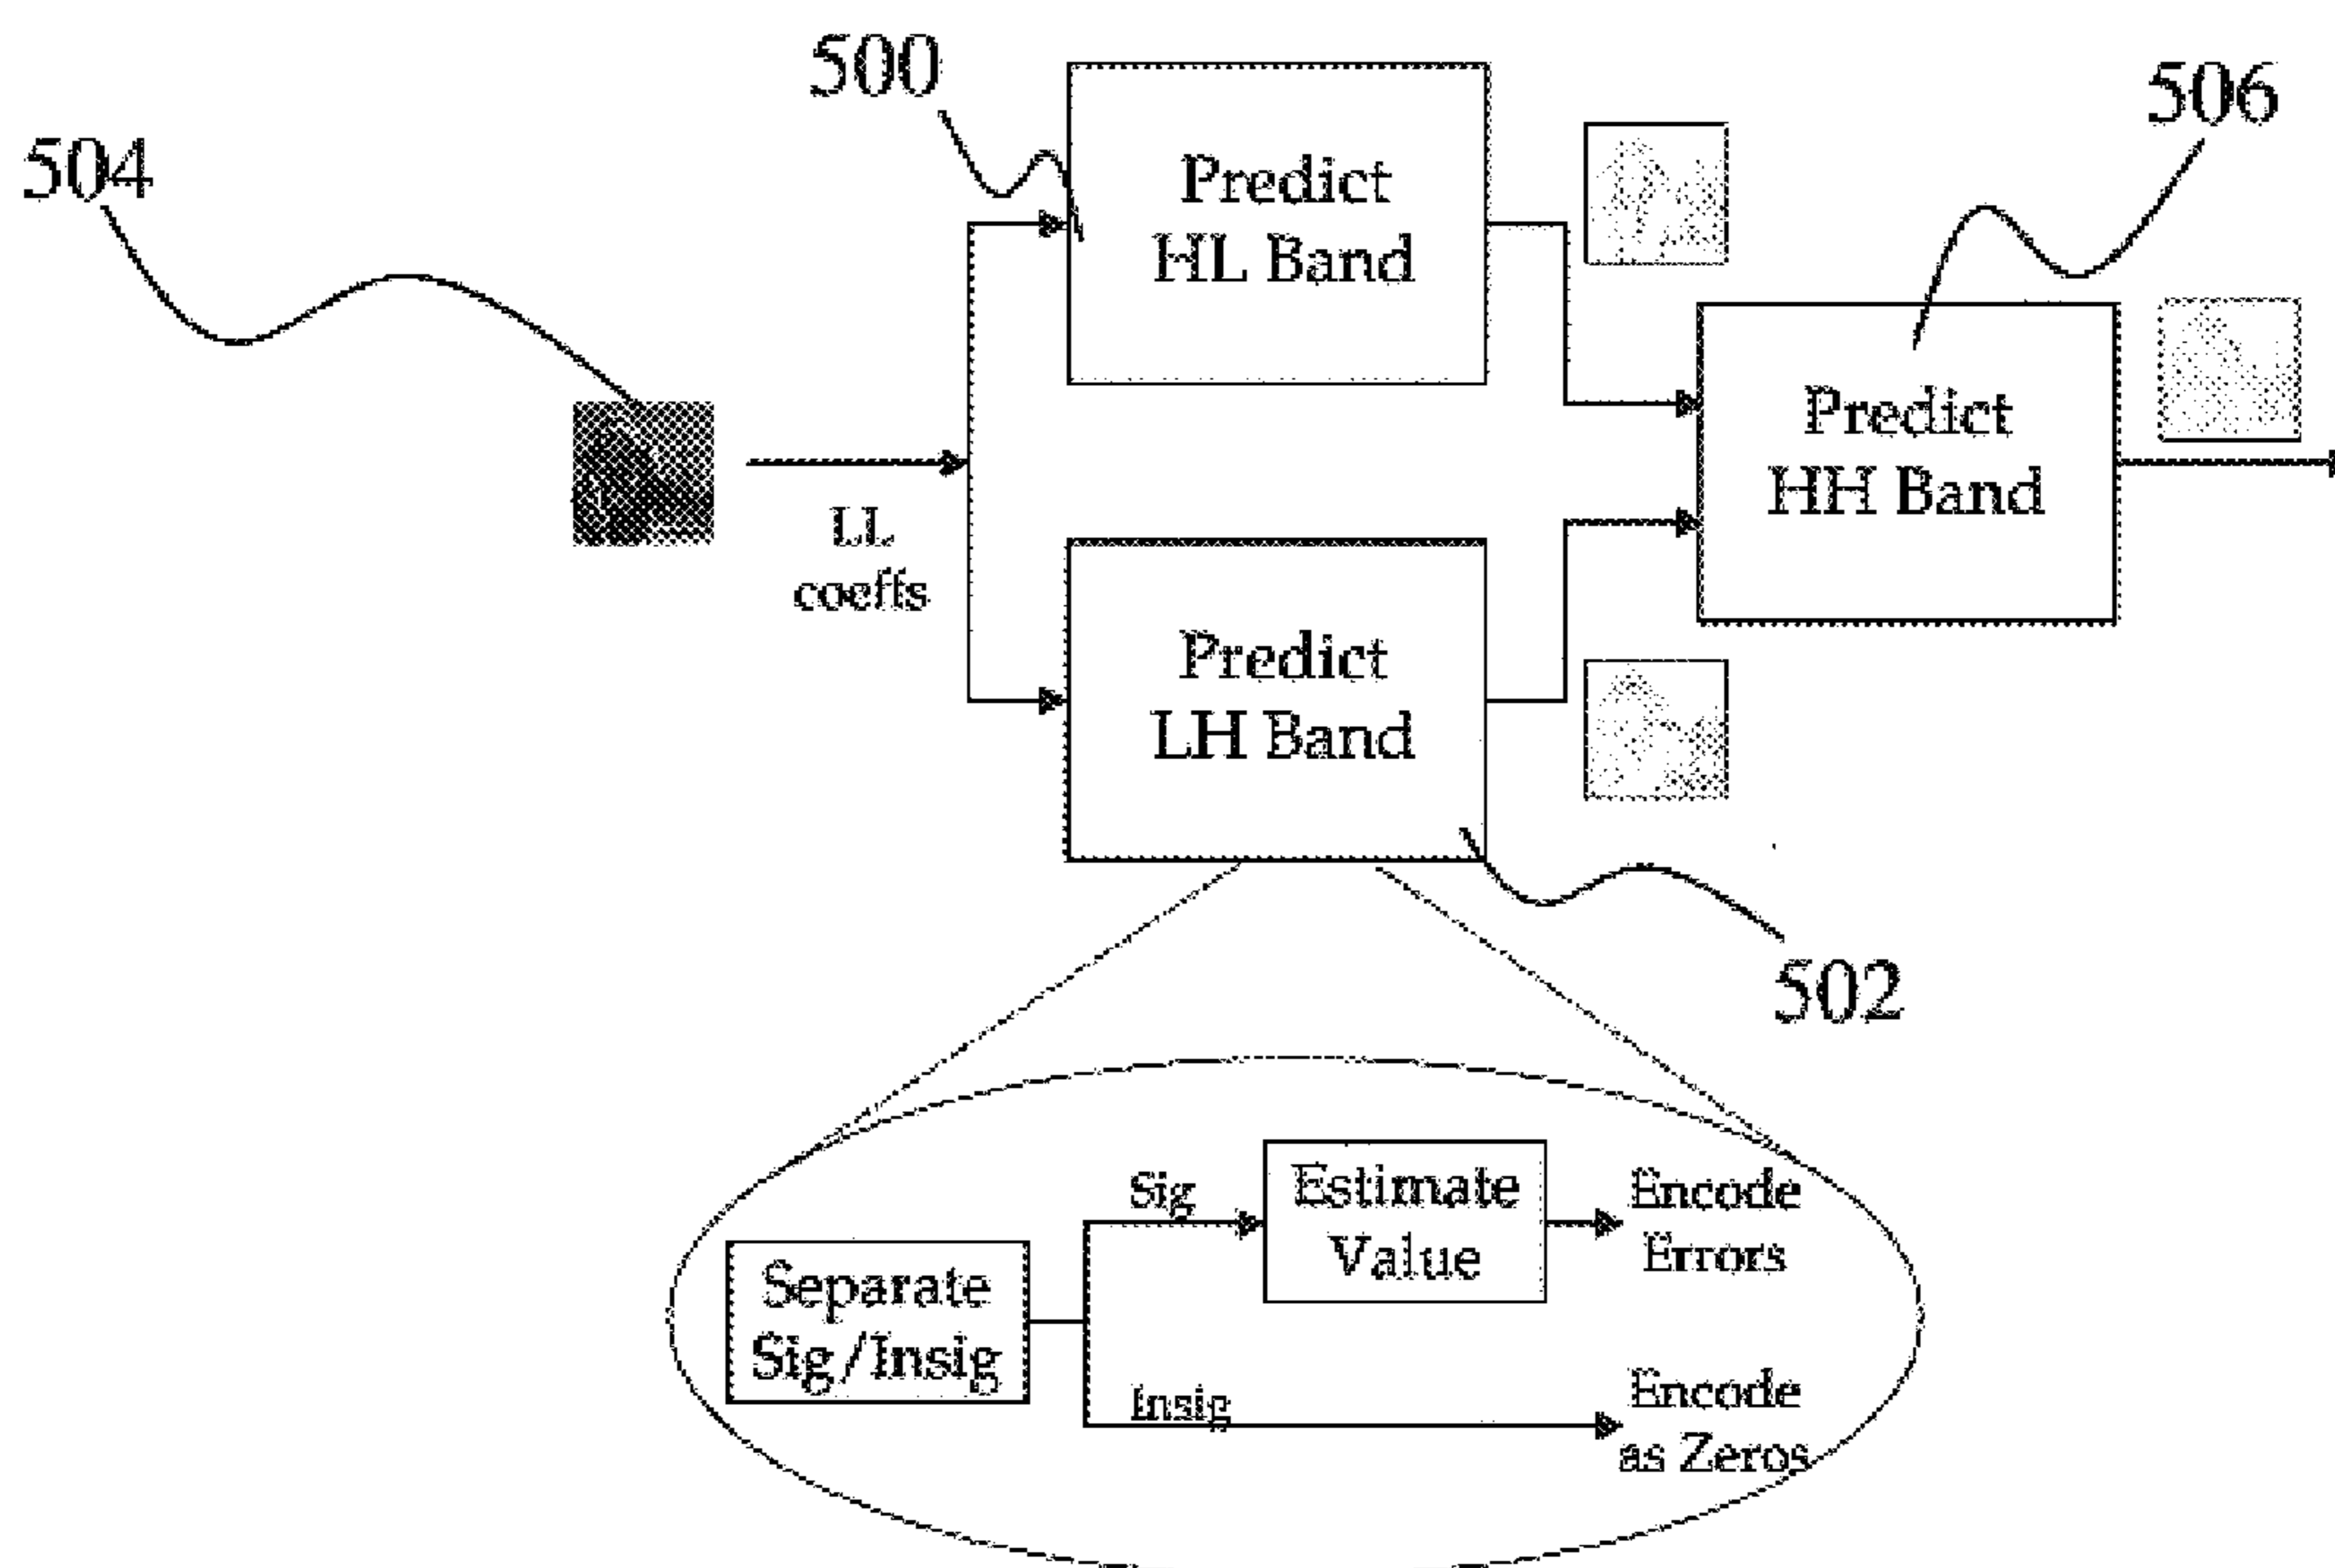 500
506
504
Predict
HL Band
Predict
HH Band
LL
coeffs
Predict
LH Band
502
Sig
Estimate
Value
Encode
Errors
Separate
Sig/Insig
Insig
Encode
as Zeros